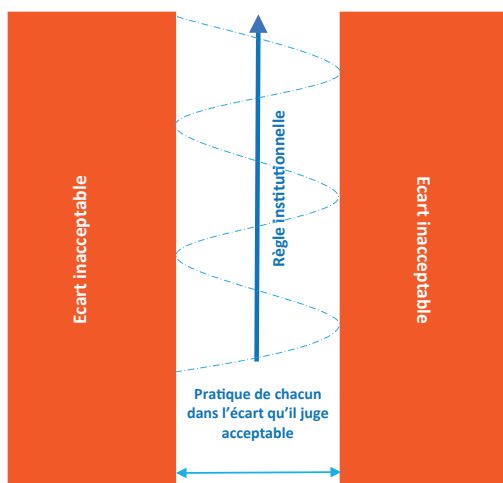 Ecart inacceptable
Règle institutionnelle
Ecart inacceptable
Pratique de chacun
dans l'écart qu'il juge
acceptable